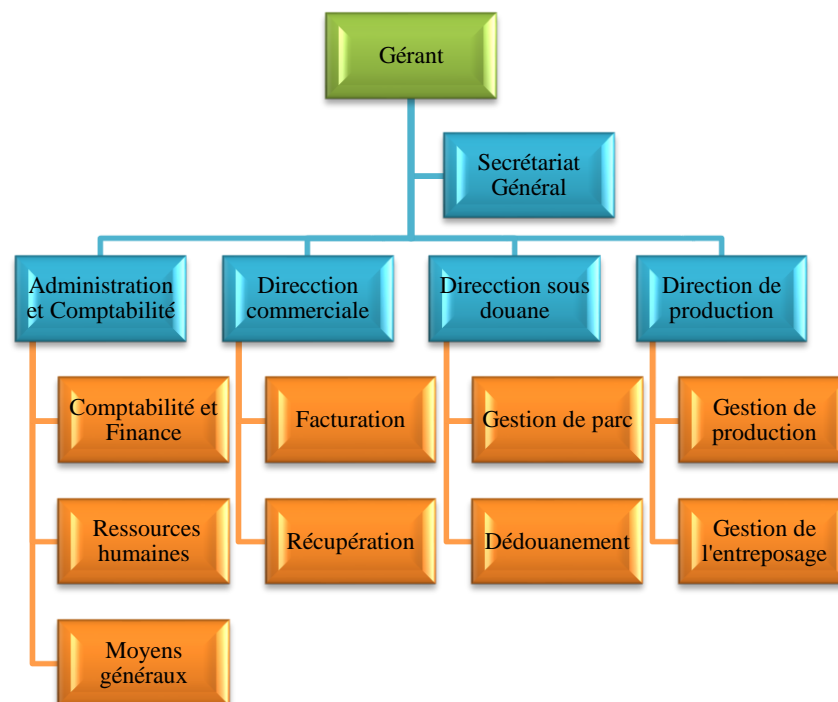 Gérant
Secrétariat
Général
Administration
et Comptabilité
Direcction
commerciale
Direcction sous
douane
Direction de
production
Comptabilité et
Finance
Facturation
Gestion de parc
Gestion de
production
Ressources
humaines
Récupération
Dédouanement
Gestion de
l'entreposage
Moyens
généraux